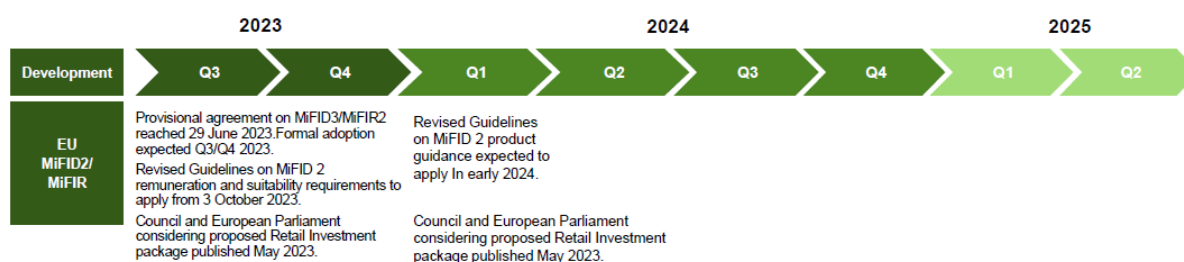 2023
2024
2025
Development
Q3
Q4
Q1
Q2
Q3
Q4
Q1
Q2
EU
MiFID2/
MiFIR
Provisional agreement on MiFID3/MiFIR2
reached 29 June 2023.Formal adoption
expected Q3/Q4 2023.
Revised Guidelines on MiFID 2
remuneration and suitability requirements to
apply from 3 October 2023.
Council and European Parliament
considering proposed Retail Investment
package published May 2023.
Revised Guidelines
on MiFID 2 product
guidance expected to
apply In early 2024.
Council and European Parliament
considering proposed Retail Investment
package published May 2023.